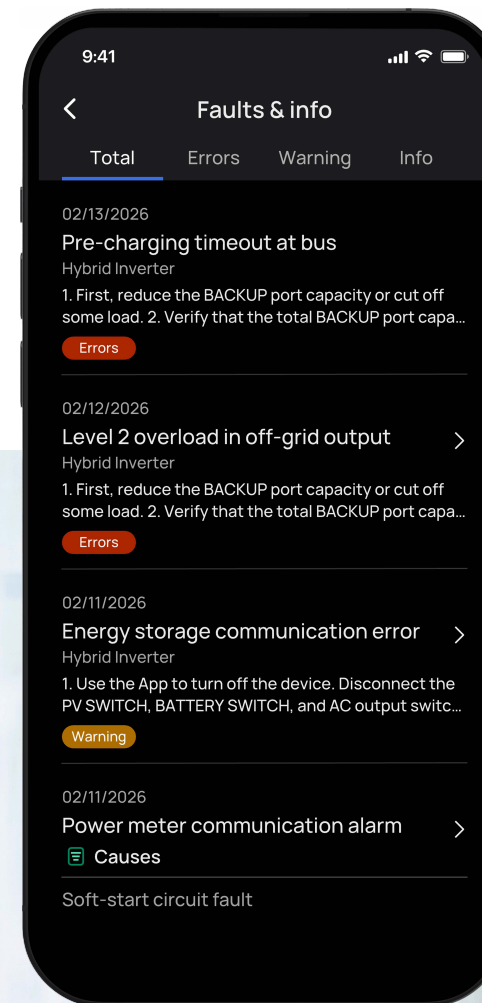 9:41
Faults & info
Total Errors Warning Info
02/13/2026
Pre-charging timeout at bus
Hybrid Inverter
1. First, reduce the BACKUP port capacity or cut off
some load. 2. Verify that the total BACKUP port capa...
Errors
02/12/2026
Level 2 overload in off-grid output
Hybrid Inverter
1. First, reduce the BACKUP port capacity or cut off
some load. 2. Verify that the total BACKUP port capa...
Errors
02/11/2026
Energy storage communication error
Hybrid Inverter
1. Use the App to turn off the device. Disconnect the
PV SWITCH, BATTERY SWITCH, and AC output switc...
Warning
02/11/2026
Power meter communication alarm
Causes
Soft-start circuit fault